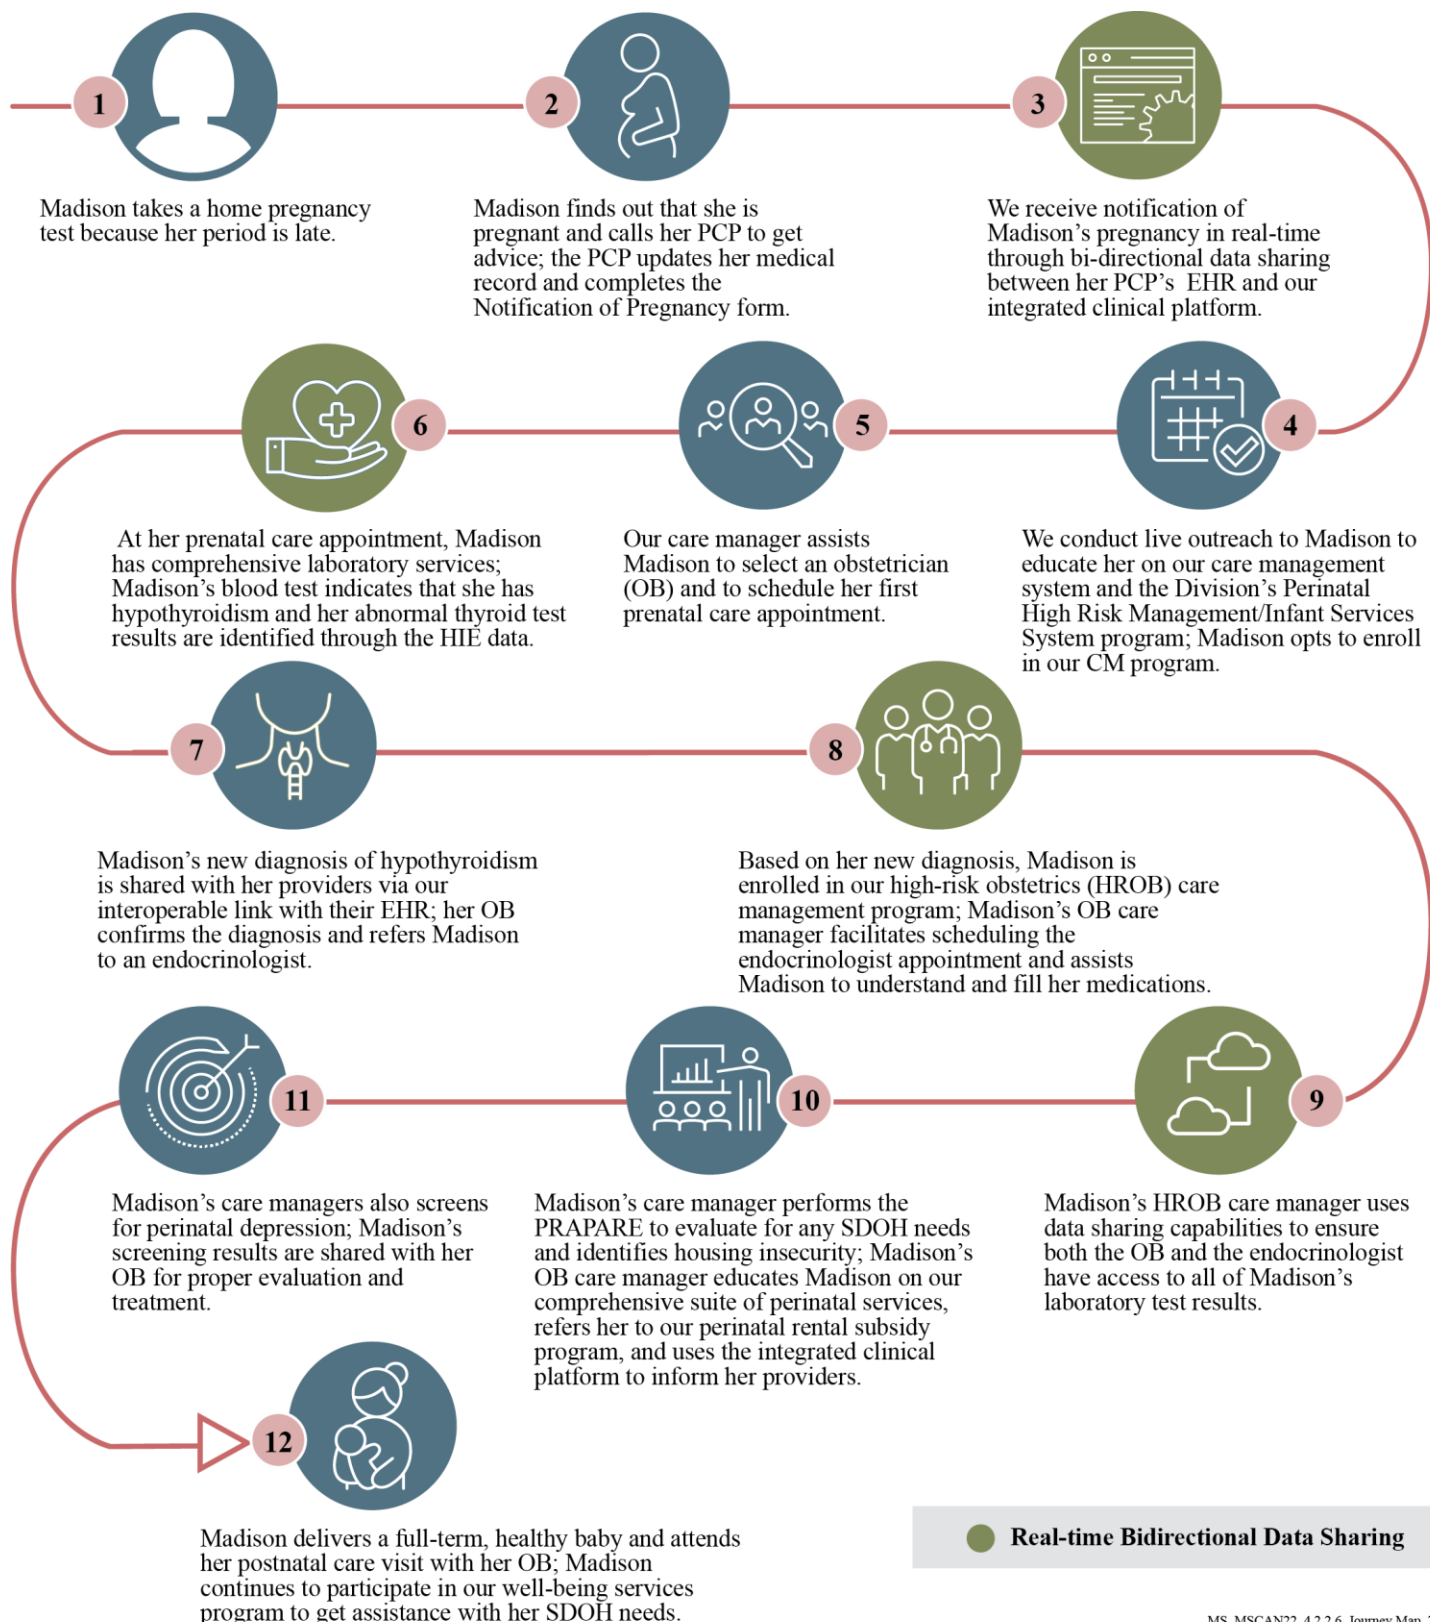 1
Madison takes a home pregnancy
test because her period is late.
2
Madison finds out that she is
pregnant and calls her PCP to get
advice; the PCP updates her medical
record and completes the
Notification of Pregnancy form.
3
We receive notification of
Madison’s pregnancy in real-time
through bi-directional data sharing
between her PCP’s EHR and our
integrated clinical platform.
4
We conduct live outreach to Madison to
educate her on our care management
system and the Division’s Perinatal
High Risk Management/Infant Services
System program; Madison opts to enroll
in our CM program.
5
Our care manager assists
Madison to select an obstetrician
(OB) and to schedule her first
prenatal care appointment.
6
At her prenatal care appointment, Madison
has comprehensive laboratory services;
Madison’s blood test indicates that she has
hypothyroidism and her abnormal thyroid test
results are identified through the HIE data.
7
Madison’s new diagnosis of hypothyroidism
is shared with her providers via our
interoperable link with their EHR; her OB
confirms the diagnosis and refers Madison
to an endocrinologist.
8
Based on her new diagnosis, Madison is
enrolled in our high-risk obstetrics (HROB) care
management program; Madison’s OB care
manager facilitates scheduling the
endocrinologist appointment and assists
Madison to understand and fill her medications.
9
Madison’s HROB care manager uses
data sharing capabilities to ensure
both the OB and the endocrinologist
have access to all of Madison’s
laboratory test results.
10
Madison’s care manager performs the
PRAPARE to evaluate for any SDOH needs
and identifies housing insecurity; Madison’s
OB care manager educates Madison on our
comprehensive suite of perinatal services,
refers her to our perinatal rental subsidy
program, and uses the integrated clinical
platform to inform her providers.
11
Madison’s care managers also screens
for perinatal depression; Madison’s
screening results are shared with her
OB for proper evaluation and
treatment.
12
Madison delivers a full-term, healthy baby and attends
her postnatal care visit with her OB; Madison
continues to participate in our well-being services
program to get assistance with her SDOH needs.
Real-time Bidirectional Data Sharing
MS_MSCAN22_4.2.2.6_Journey Map_